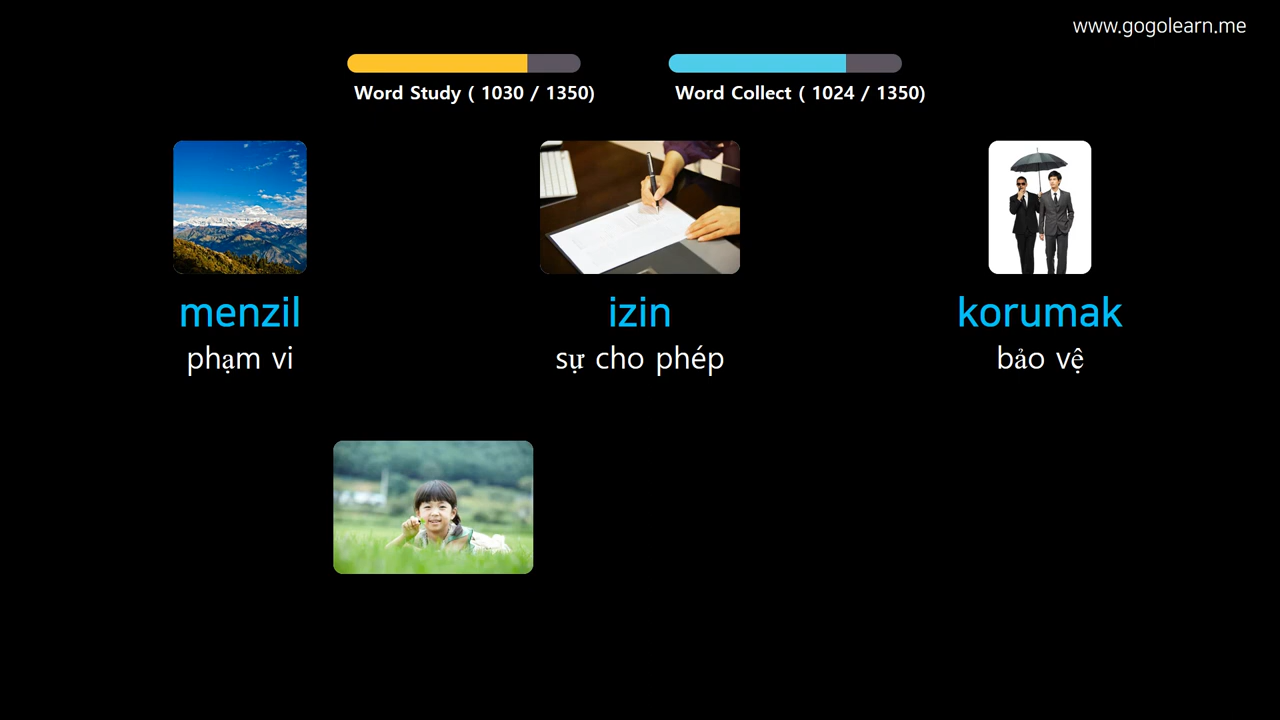 www.gogolearn.me
Word Study ( 1030 / 1350)
Word Collect ( 1024 / 1350)
menzil
izin
korumak
phạm vi
sự cho phép
bảo vệ